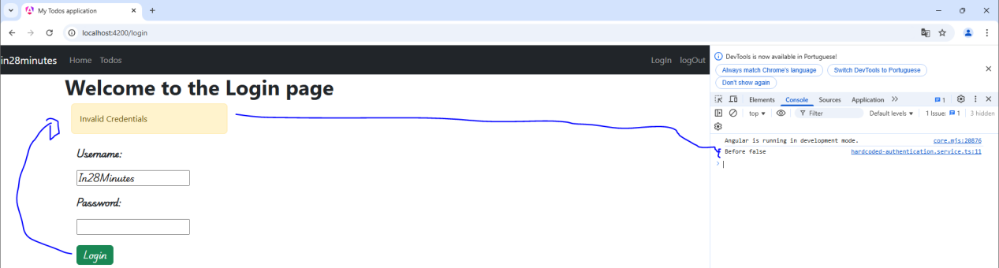 My Todos application
localhost:4200/login
in28minutes Home Todos LogIn logOut
Welcome to the Login page
Invalid Credentials
Username:
In28Minutes
Password:
Login
DevTools is now available in Portuguese!
Always match Chrome's language Switch DevTools to Portuguese
Don't show again
Elements Console Sources Application 1
top Filter Default levels 1 Issue: 1 3 hidden
Angular is running in development mode. core.mjs:20876
Before false hardcoded-authentication.service.ts:11